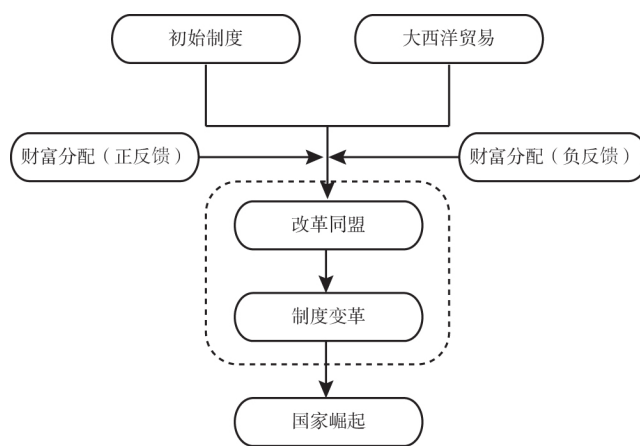 初始制度
大西洋贸易
财富分配（正反馈）
财富分配（负反馈）
改革同盟
制度变革
国家崛起